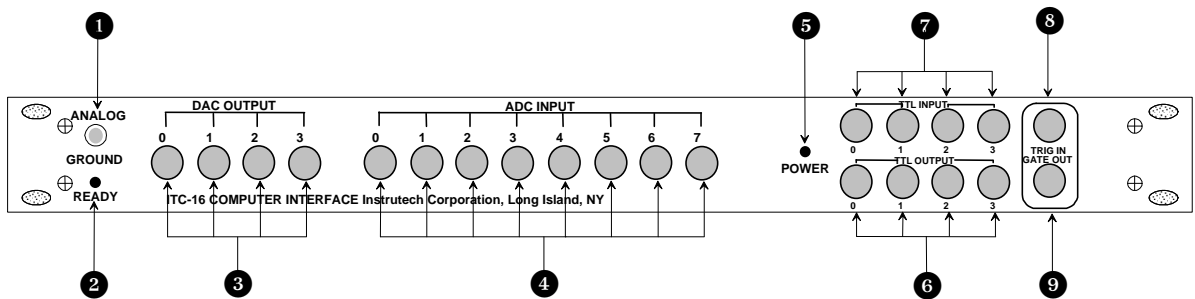 1 5 7 8
ANALOG
GROUND
READY
DAC OUTPUT
0 1 2 3
ADC INPUT
0 1 2 3 4 5 6 7
ITC-16 COMPUTER INTERFACE Instrutech Corporation, Long Island, NY
POWER
TTL INPUT
0 1 2 3
TTL OUTPUT
0 1 2 3
TRIG IN
GATE OUT
2 3 4 6 9